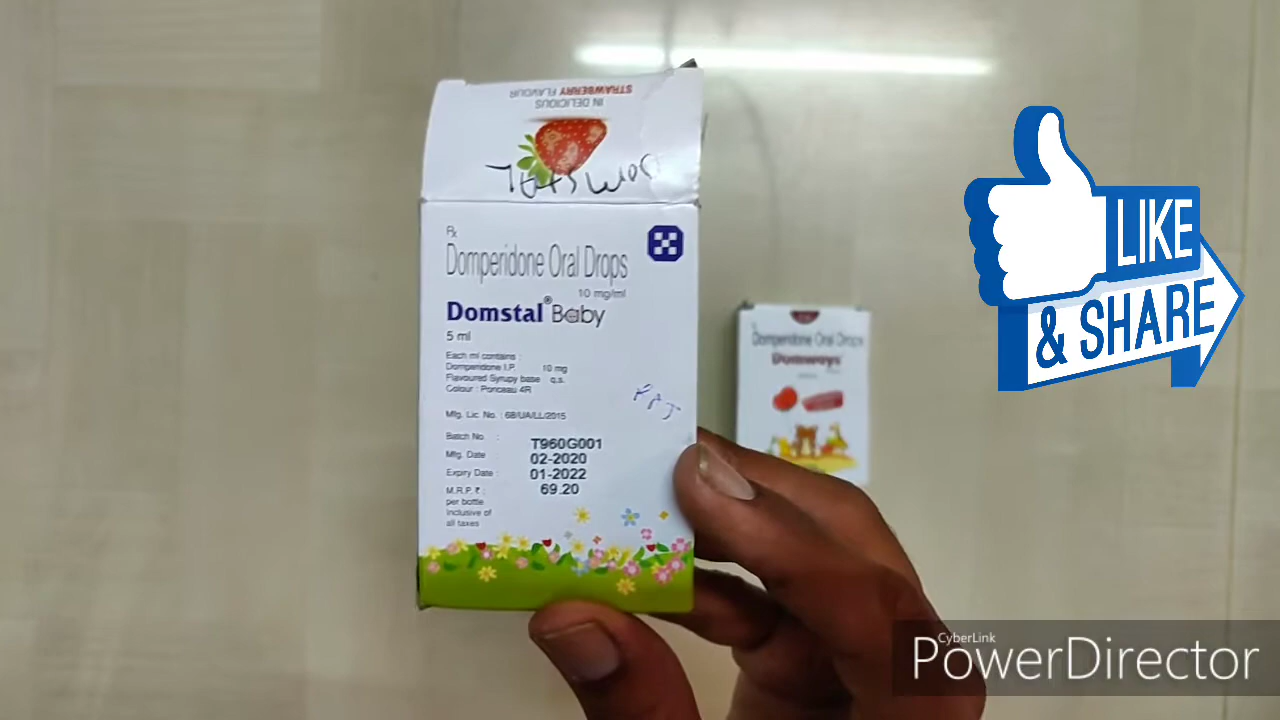 IN DELICIOUS
STRAWBERRY FLAVOUR
DOMSTAL
Rx
Domperidone Oral Drops
10 mg/ml
Domstal® Baby
5 ml
Each ml contains :
Domperidone I.P. 10 mg
Flavoured Syrupy base q.s.
Colour : Ponceau 4R
Mfg. Lic. No. : 68/UA/LL/2015
Batch No. : T960G001
Mfg. Date : 02-2020
Expiry Date : 01-2022
M.R.P. ₹ : 69.20
per bottle
Inclusive of
all taxes
Domperidone Oral Drops
Domways
LIKE
& SHARE
CyberLink
PowerDirector